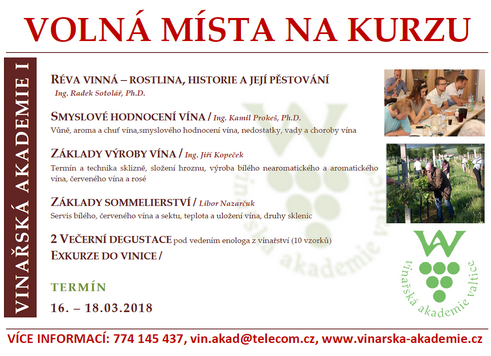 VOLNÁ MÍSTA NA KURZU
VINAŘSKÁ AKADEMIE I
RÉVA VINNÁ – ROSTLINA, HISTORIE A JEJÍ PĚSTOVÁNÍ
Ing. Radek Sotolář, Ph.D.
SMYSLOVÉ HODNOCENÍ VÍNA / Ing. Kamil Prokeš, Ph.D.
Vůně, aroma a chuť vína,smyslového hodnocení vína, nedostatky, vady a choroby vína
ZÁKLADY VÝROBY VÍNA / Ing. Jiří Kopeček
Termín a technika sklizně, složení hroznu, výroba bílého nearomatického a aromatického
vína, červeného vína a rosé
ZÁKLADY SOMMELIERSTVÍ / Libor Nazarčuk
Servis bílého, červeného vína a sektu, teplota a uložení vína, druhy sklenic
2 VEČERNÍ DEGUSTACE pod vedením enologa z vinařství (10 vzorků)
EXKURZE DO VINICE /
TERMÍN
16. – 18.03.2018
Vinařská akademie valtice
vinařská akademie valtice
VÍCE INFORMACÍ: 774 145 437, vin.akad@telecom.cz, www.vinarska-akademie.cz